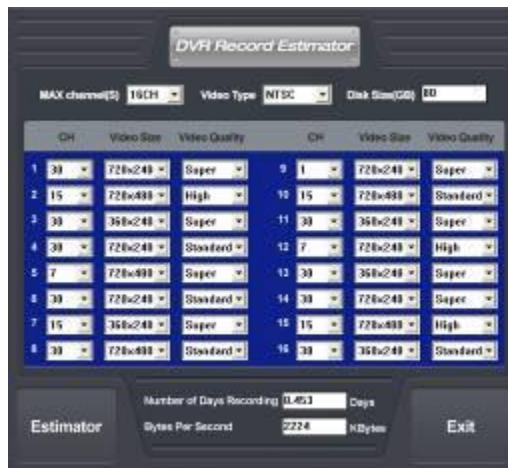 DVR Record Estimator
MAX channel(S) 16CH Video Type NTSC Disk Size(GB) 80
CH Video Size Video Quality CH Video Size Video Quality
1 30 720x240 Super 9 1 720x240 Super
2 15 720x480 High 10 15 720x480 Standard
3 30 360x240 Super 11 30 360x240 Super
4 30 720x240 Standard 12 7 720x240 High
5 7 720x480 Super 13 30 360x240 Super
6 30 720x240 Standard 14 30 720x240 Super
7 15 360x240 Super 15 15 720x480 High
8 30 720x480 Standard 16 30 360x240 Standard
Number of Days Recording 0.453 Days
Bytes Per Second 2224 KBytes
Estimator Exit